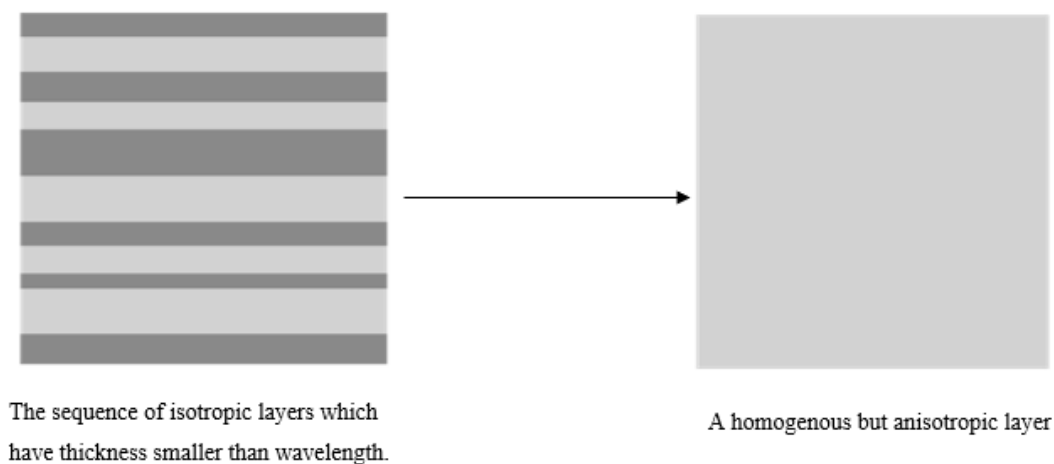 The sequence of isotropic layers which
have thickness smaller than wavelength.
A homogenous but anisotropic layer